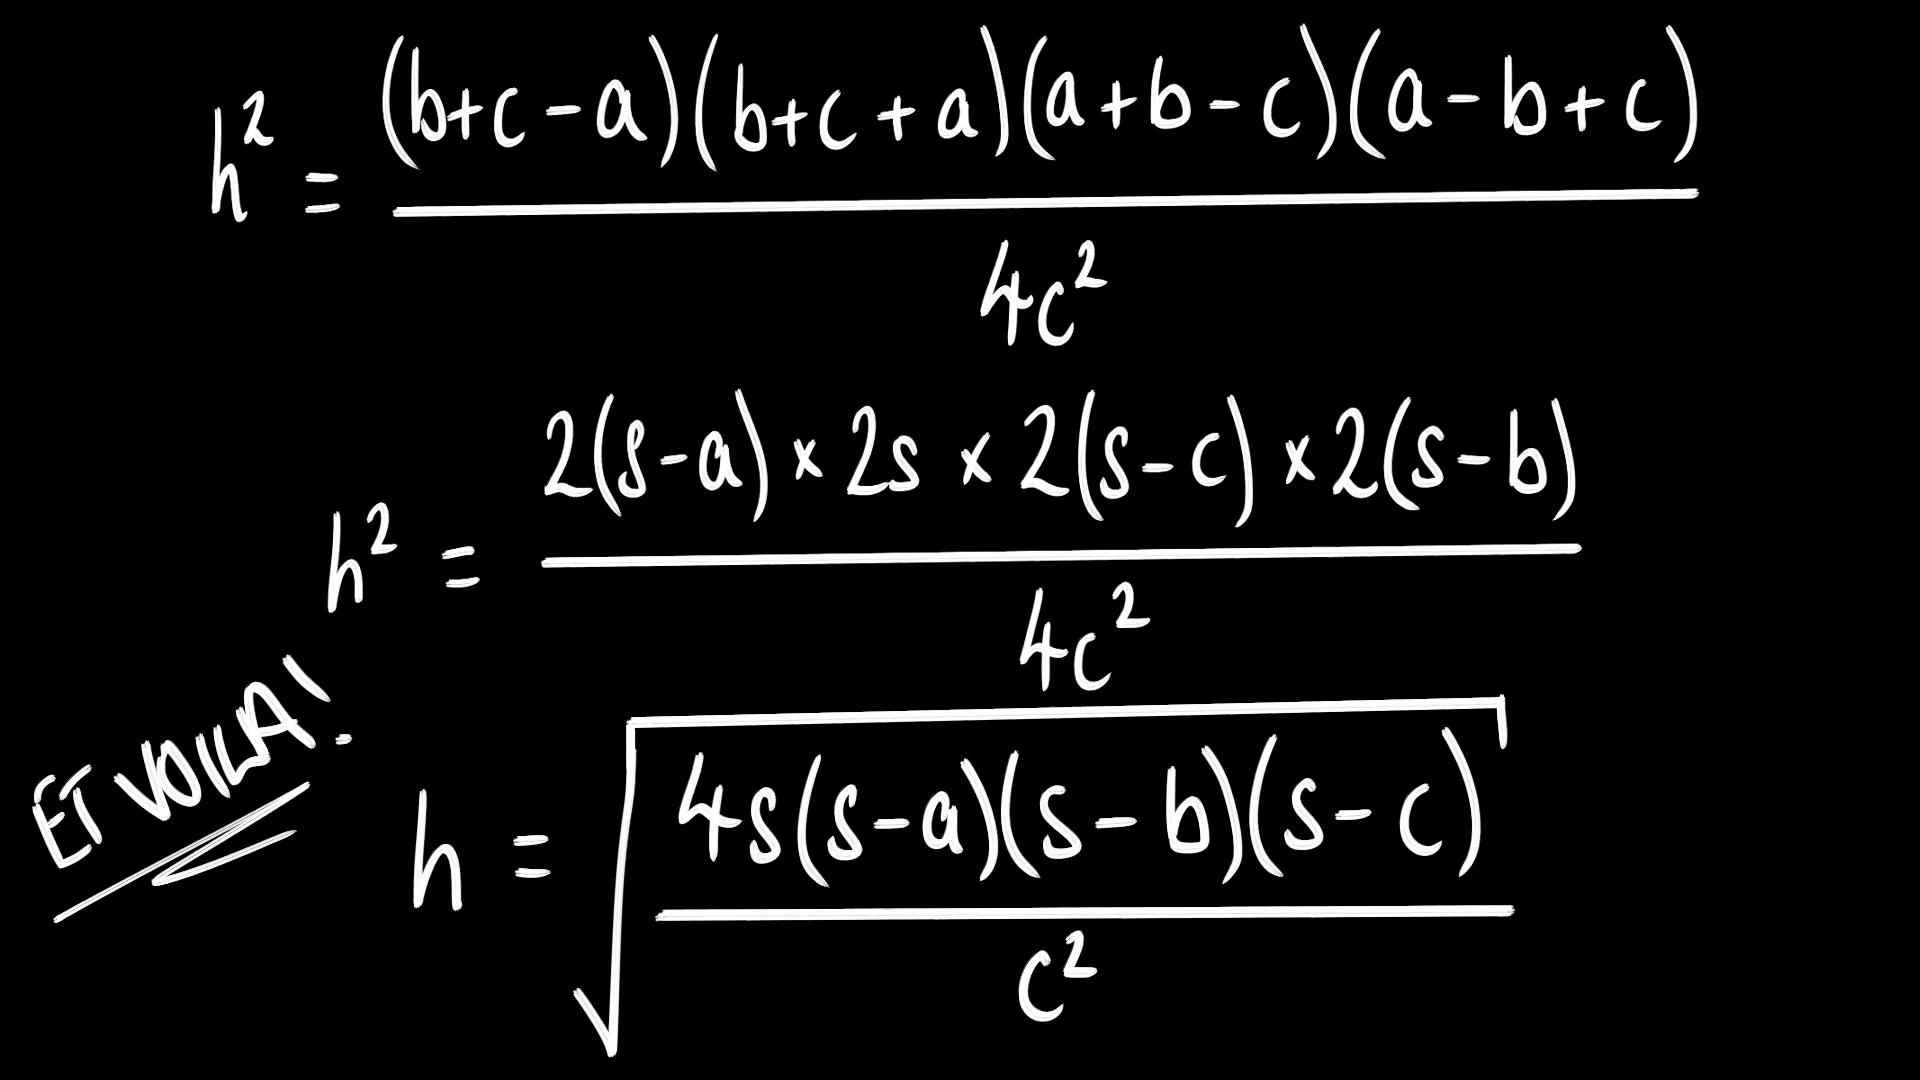 h² = (b+c-a)(b+c+a)(a+b-c)(a-b+c) / 4c²
h² = 2(s-a) × 2s × 2(s-c) × 2(s-b) / 4c²
ET VOILA!
h = √(4s(s-a)(s-b)(s-c) / c²)